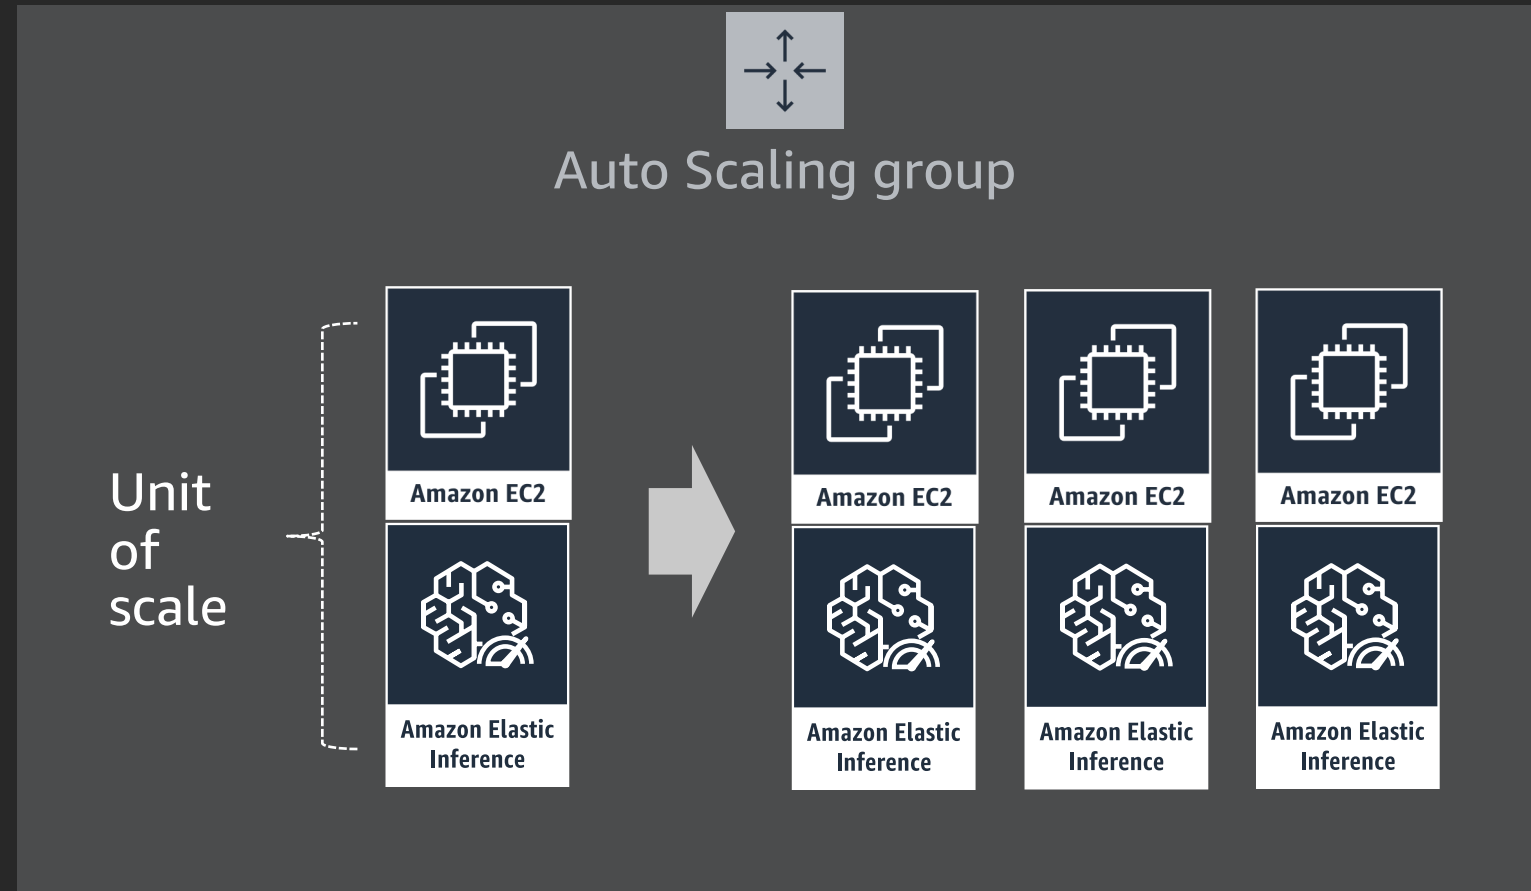 Auto Scaling group
Unit
of
scale
Amazon EC2
Amazon Elastic
Inference
Amazon EC2
Amazon Elastic
Inference
Amazon EC2
Amazon Elastic
Inference
Amazon EC2
Amazon Elastic
Inference